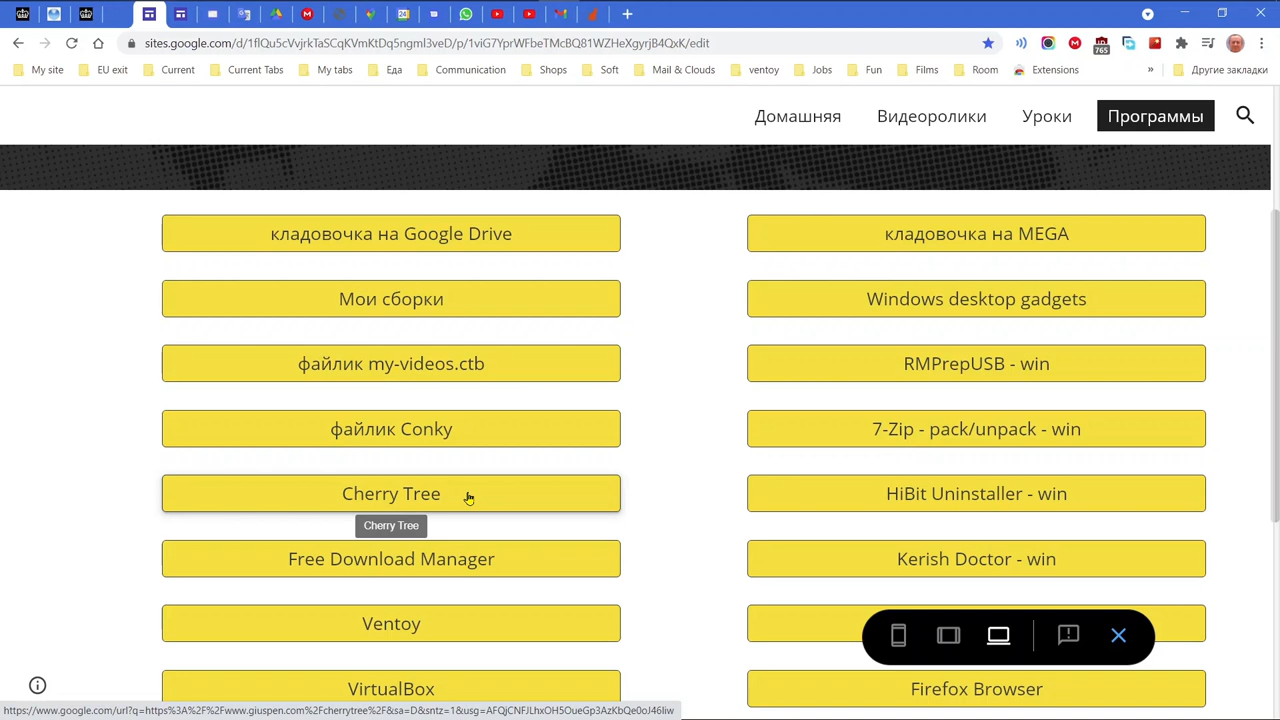 sites.google.com/d/1flQu5cVvjrkTaSCqKVmxtDq5ngmhtveDy/1viG7YprWFbeTMcBQ81WZHeXgyrjB4QxK/edit
765
My site
EU exit
Current
Current Tabs
My tabs
Еда
Communication
Shops
Soft
Mail & Clouds
ventoy
Jobs
Fun
Films
Room
Extensions
»
Другие закладки
Домашняя
Видеоролики
Уроки
Программы
кладовочка на Google Drive
кладовочка на MEGA
Мои сборки
Windows desktop gadgets
файлик my-videos.ctb
RMPrepUSB - win
файлик Conky
7-Zip - pack/unpack - win
Cherry Tree
HiBit Uninstaller - win
Cherry Tree
Free Download Manager
Kerish Doctor - win
Ventoy
VirtualBox
Firefox Browser
https://www.google.com/url?q=https%3A%2F%2Fwww.giuspen.com%2Fcherrytree%2F&sa=D&sntz=1&usg=AFQjCNFJLhxOH5OueGp3AzKbQe0oJ46liw